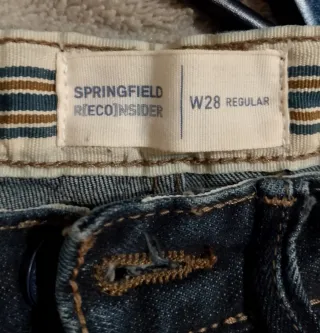 SPRINGFIELD
R[ECO]NSIDER
W28 REGULAR